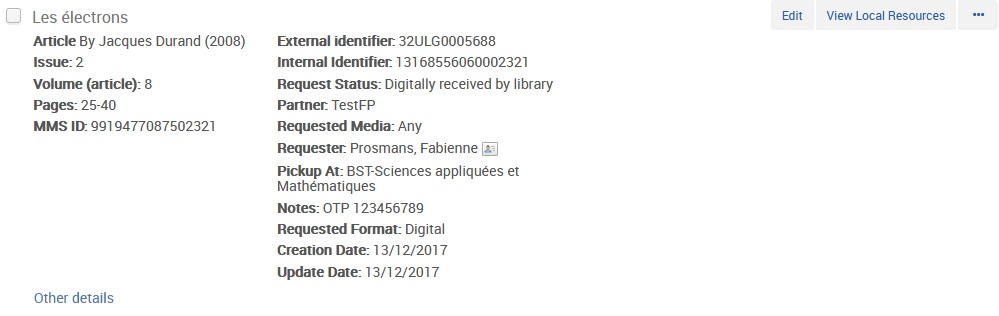 Les électrons
Edit
View Local Resources
•••
Article By Jacques Durand (2008)
Issue: 2
Volume (article): 8
Pages: 25-40
MMS ID: 9919477087502321
External identifier: 32ULG0005688
Internal Identifier: 13168556060002321
Request Status: Digitally received by library
Partner: TestFP
Requested Media: Any
Requester: Prosmans, Fabienne
Pickup At: BST-Sciences appliquées et
Mathématiques
Notes: OTP 123456789
Requested Format: Digital
Creation Date: 13/12/2017
Update Date: 13/12/2017
Other details